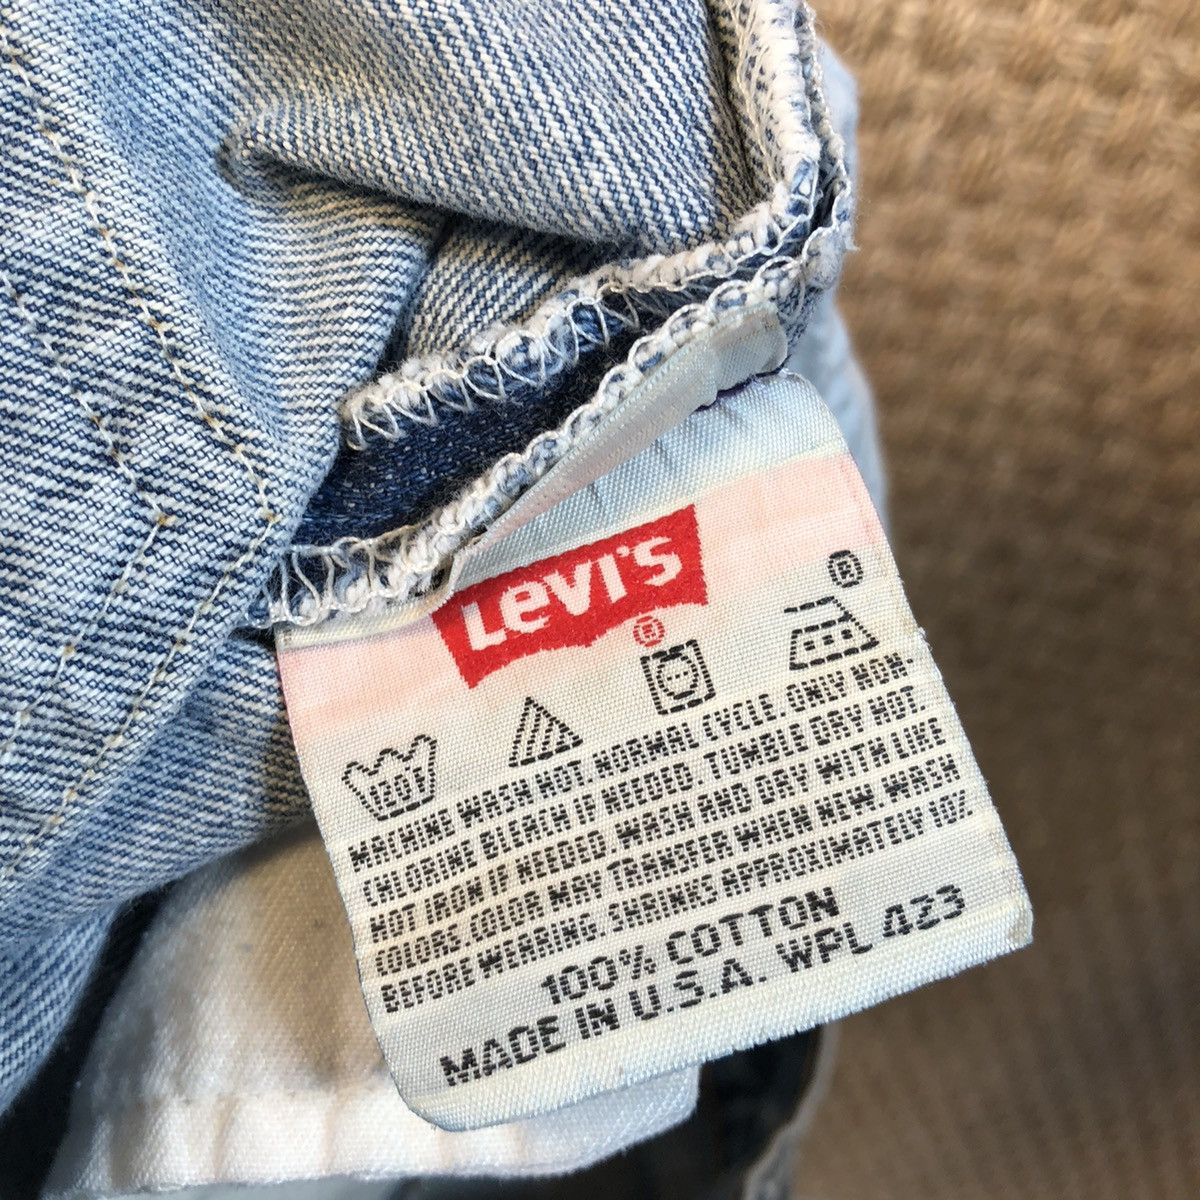 Levi's
®
®
205
MACHINE WASH HOT. NORMAL CYCLE. ONLY NON-
CHLORINE BLEACH IF NEEDED. TUMBLE DRY HOT.
HOT IRON IF NEEDED. WASH AND DRY WITH LIKE
COLORS. COLOR MAY TRANSFER WHEN NEW. WASH
BEFORE WEARING. SHRINKS APPROXIMATELY 10%
100% COTTON
MADE IN U.S.A. WPL 423